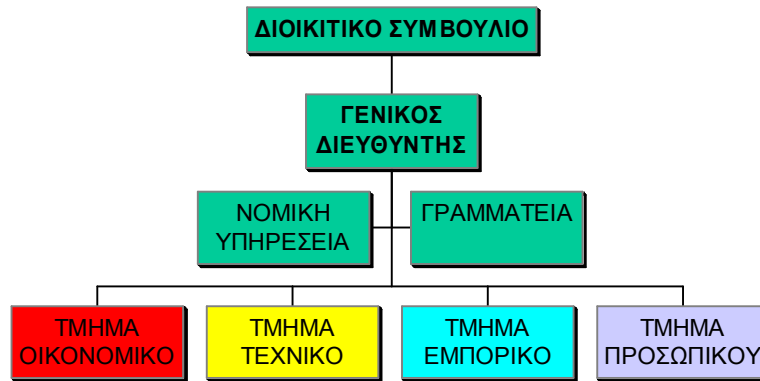 ΔΙΟΙΚΙΤΙΚΟ ΣΥΜΒΟΥΛΙΟ
ΓΕΝΙΚΟΣ
ΔΙΕΥΘΥΝΤΗΣ
ΝΟΜΙΚΗ
ΥΠΗΡΕΣΕΙΑ
ΓΡΑΜΜΑΤΕΙΑ
ΤΜΗΜΑ
ΟΙΚΟΝΟΜΙΚΟ
ΤΜΗΜΑ
ΤΕΧΝΙΚΟ
ΤΜΗΜΑ
ΕΜΠΟΡΙΚΟ
ΤΜΗΜΑ
ΠΡΟΣΩΠΙΚΟΥ